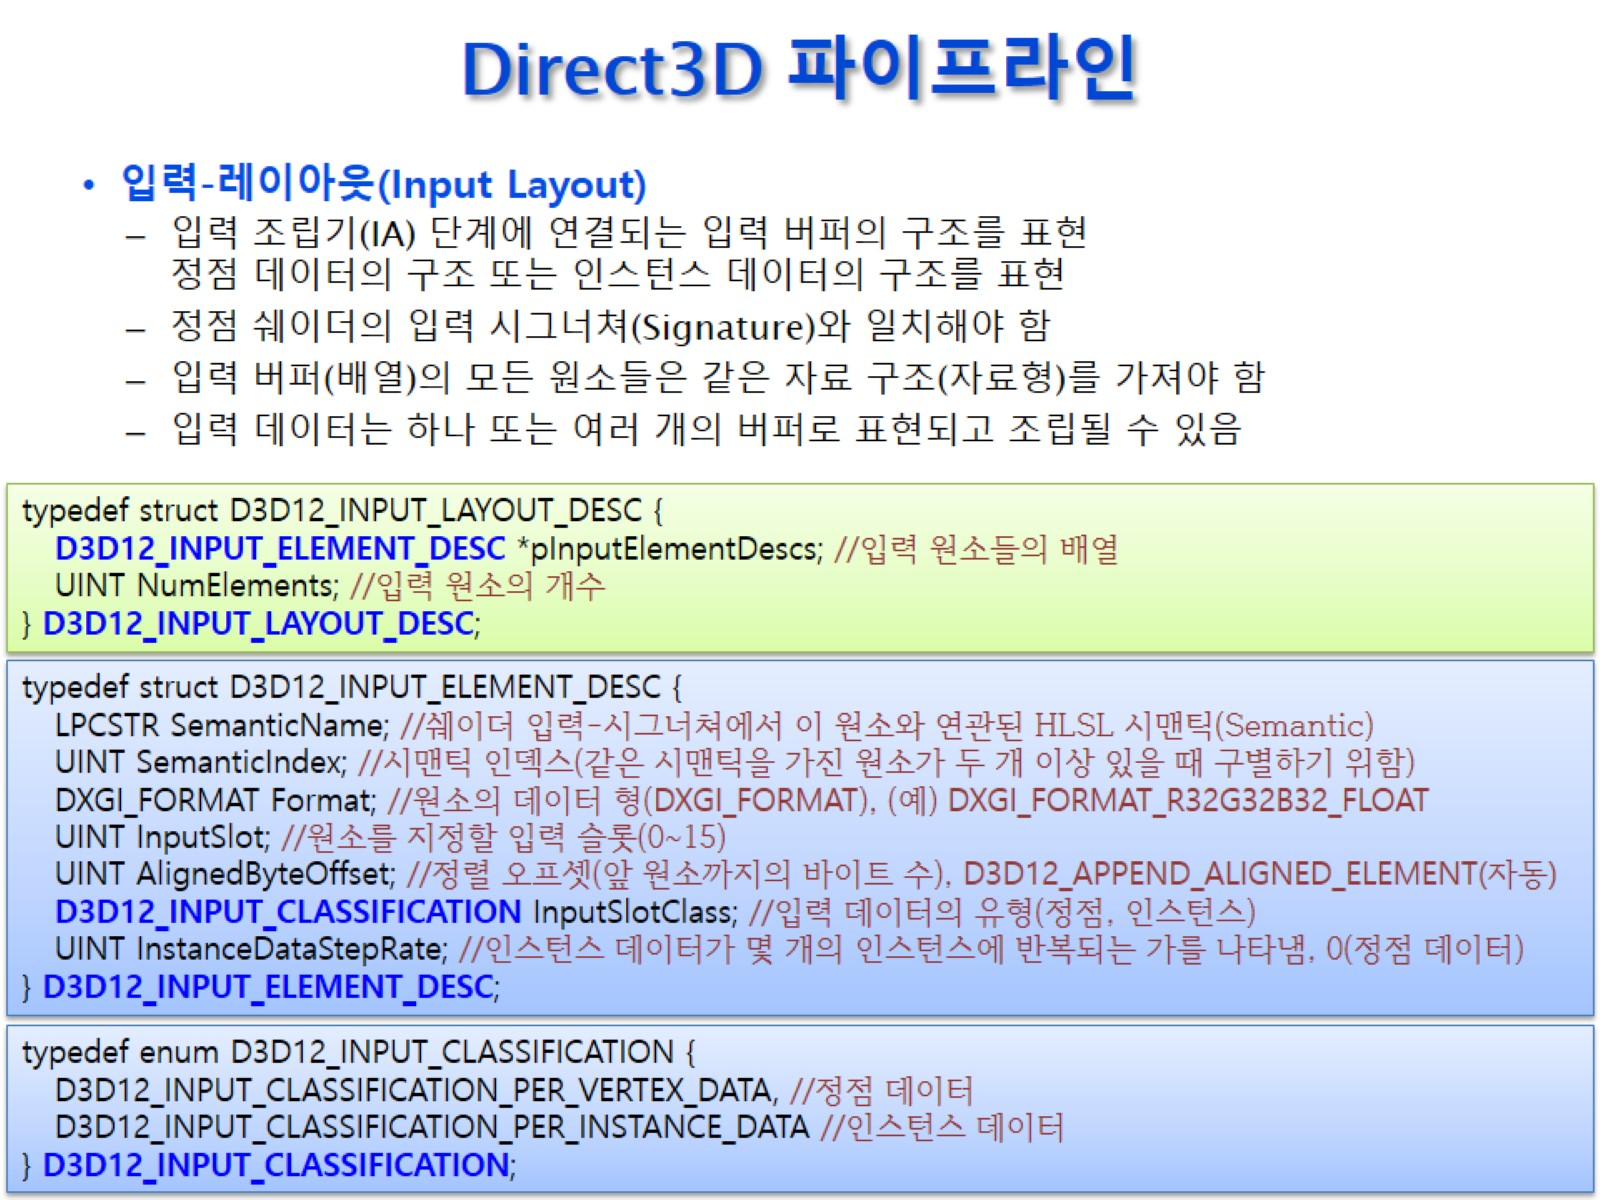 Direct3D 파이프라인
• 입력-레이아웃(Input Layout)
– 입력 조립기(IA) 단계에 연결되는 입력 버퍼의 구조를 표현
정점 데이터의 구조 또는 인스턴스 데이터의 구조를 표현
– 정점 쉐이더의 입력 시그너쳐(Signature)와 일치해야 함
– 입력 버퍼(배열)의 모든 원소들은 같은 자료 구조(자료형)를 가져야 함
– 입력 데이터는 하나 또는 여러 개의 버퍼로 표현되고 조립될 수 있음
typedef struct D3D12_INPUT_LAYOUT_DESC {
D3D12_INPUT_ELEMENT_DESC *pInputElementDescs; //입력 원소들의 배열
UINT NumElements; //입력 원소의 개수
} D3D12_INPUT_LAYOUT_DESC;
typedef struct D3D12_INPUT_ELEMENT_DESC {
LPCSTR SemanticName; //쉐이더 입력-시그너쳐에서 이 원소와 연관된 HLSL 시맨틱(Semantic)
UINT SemanticIndex; //시맨틱 인덱스(같은 시맨틱을 가진 원소가 두 개 이상 있을 때 구별하기 위함)
DXGI_FORMAT Format; //원소의 데이터 형(DXGI_FORMAT), (예) DXGI_FORMAT_R32G32B32_FLOAT
UINT InputSlot; //원소를 지정할 입력 슬롯(0~15)
UINT AlignedByteOffset; //정렬 오프셋(앞 원소까지의 바이트 수), D3D12_APPEND_ALIGNED_ELEMENT(자동)
D3D12_INPUT_CLASSIFICATION InputSlotClass; //입력 데이터의 유형(정점, 인스턴스)
UINT InstanceDataStepRate; //인스턴스 데이터가 몇 개의 인스턴스에 반복되는 가를 나타냄, 0(정점 데이터)
} D3D12_INPUT_ELEMENT_DESC;
typedef enum D3D12_INPUT_CLASSIFICATION {
D3D12_INPUT_CLASSIFICATION_PER_VERTEX_DATA, //정점 데이터
D3D12_INPUT_CLASSIFICATION_PER_INSTANCE_DATA //인스턴스 데이터
} D3D12_INPUT_CLASSIFICATION;